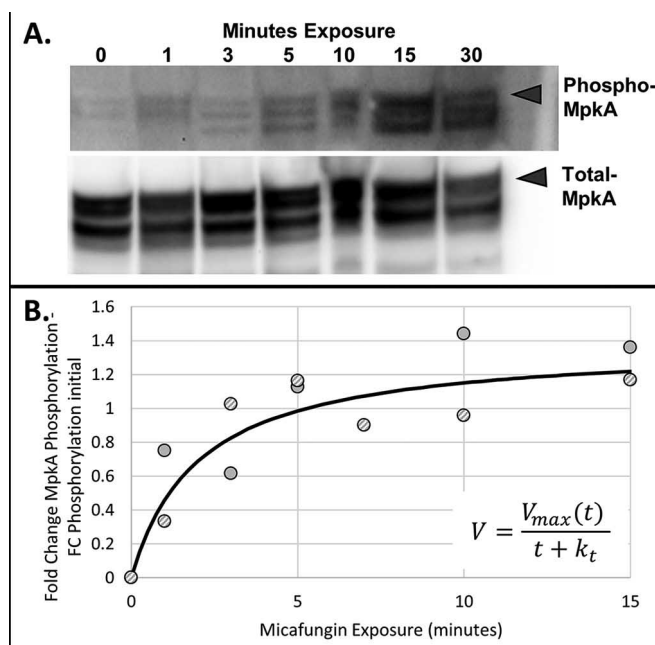 A.
Minutes Exposure
0 1 3 5 10 15 30
Phospho-
MpkA
Total-
MpkA
B.
Fold Change MpkA Phosphorylation -
FC Phosphorylation initial
1.6
1.4
1.2
1
0.8
0.6
0.4
0.2
0
0 5 10 15
Micafungin Exposure (minutes)
V = Vmax(t) / t + kt